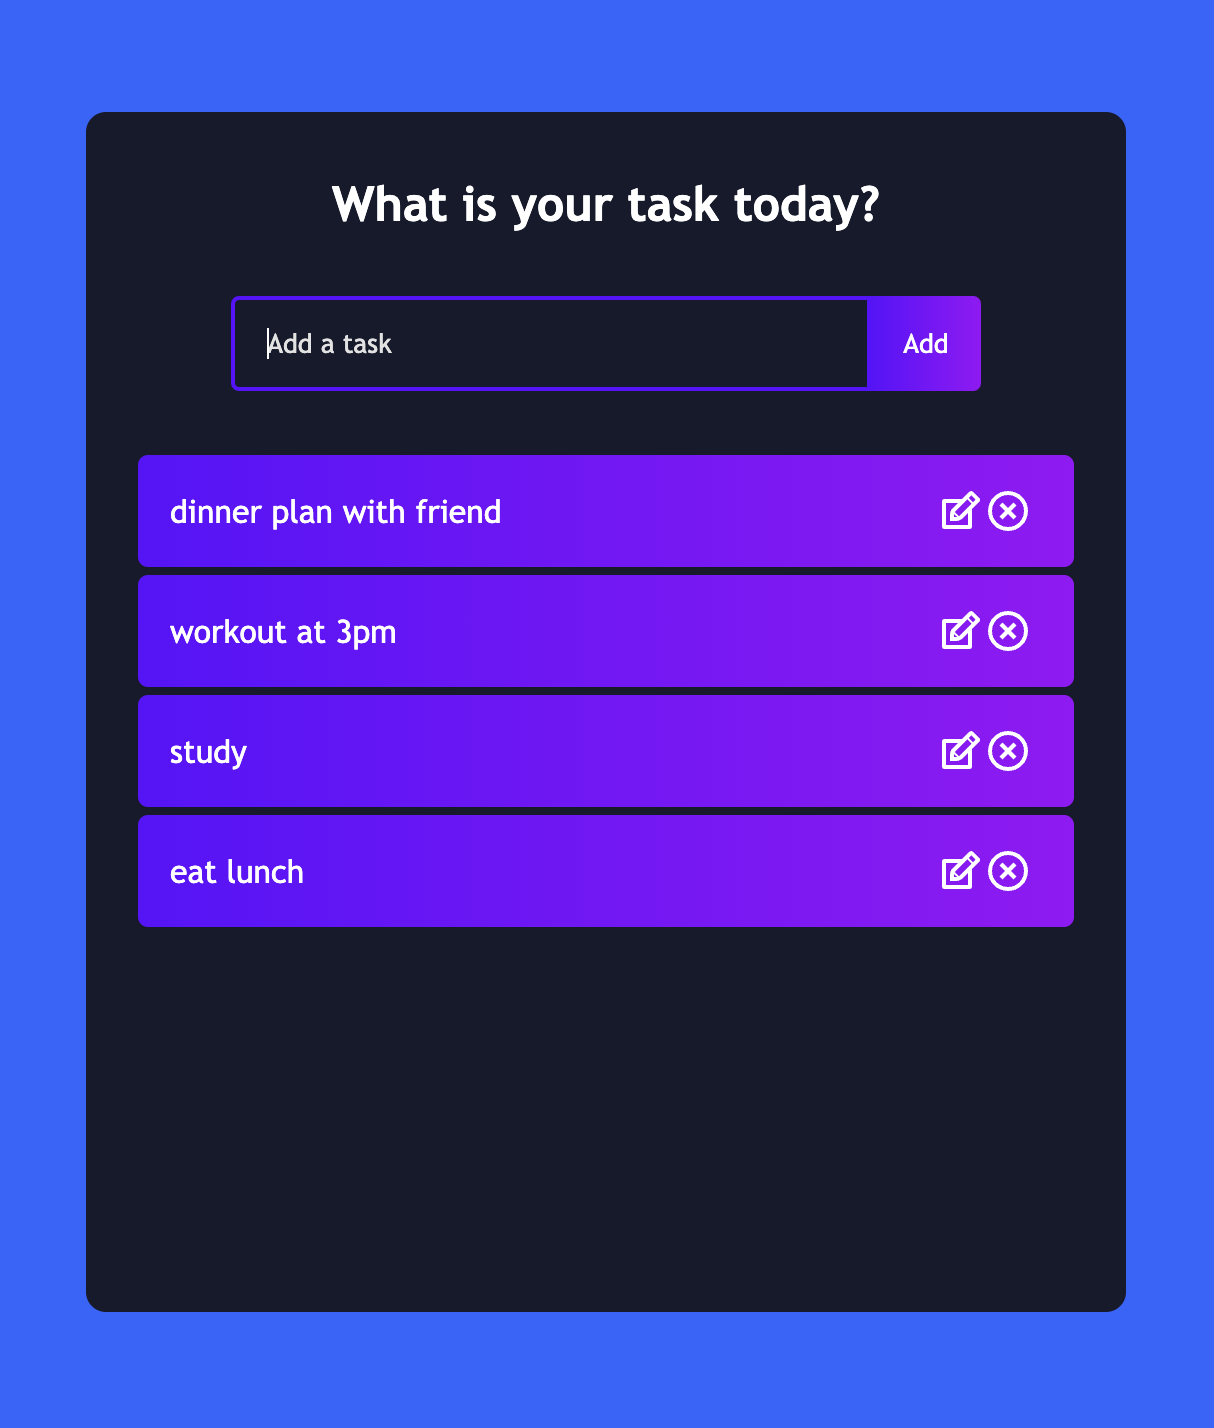 What is your task today?
Add a task
Add
dinner plan with friend
workout at 3pm
study
eat lunch